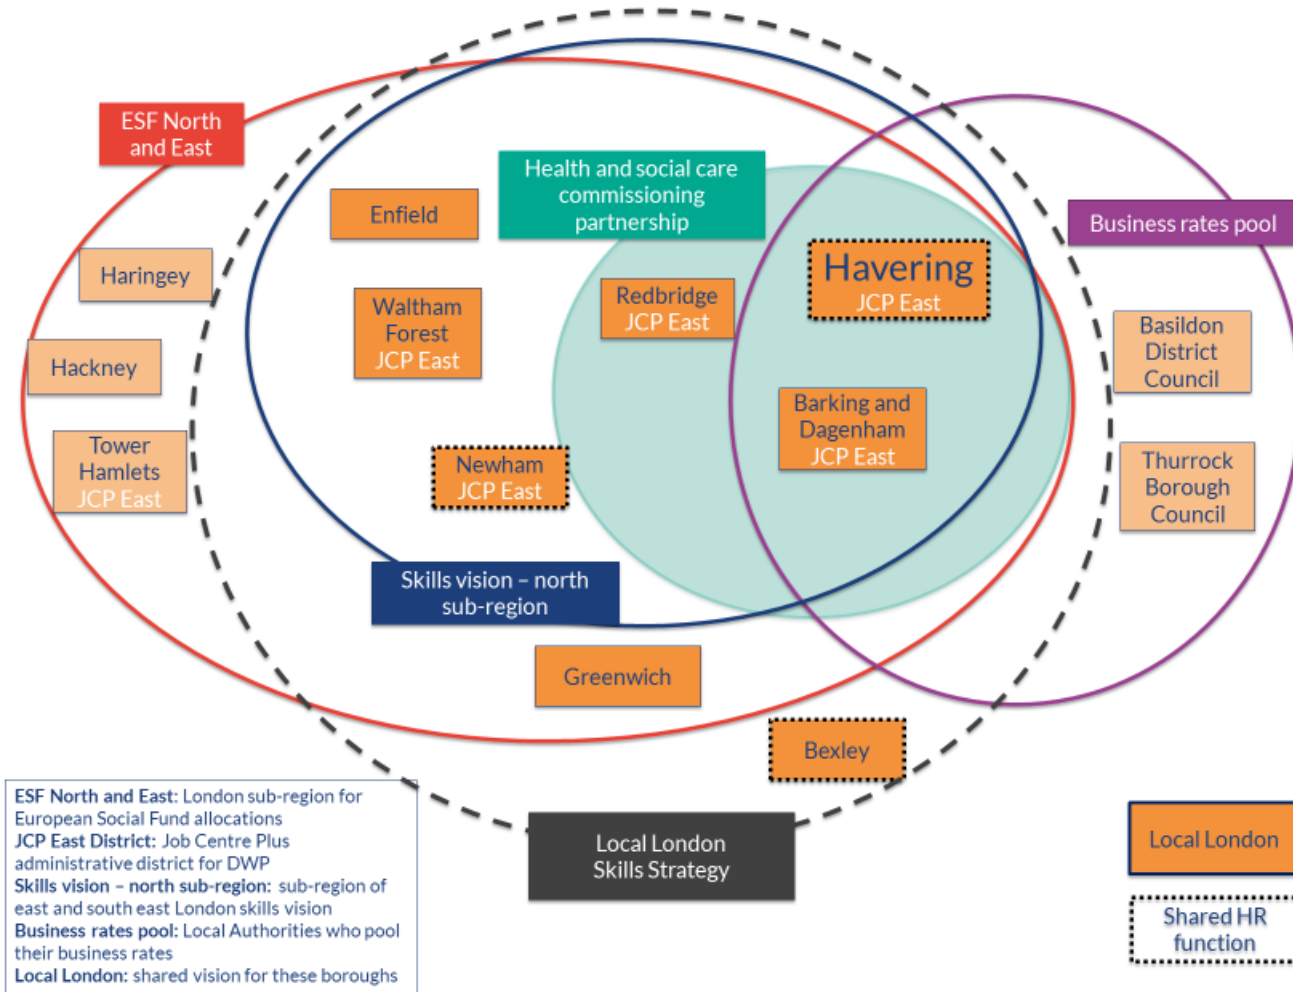 ESF North
and East
Health and social care
commissioning
partnership
Enfield
Business rates pool
Haringey
Havering
JCP East
Redbridge
JCP East
Waltham
Forest
JCP East
Basildon
District
Council
Hackney
Barking and
Dagenham
JCP East
Tower
Hamlets
JCP East
Newham
JCP East
Thurrock
Borough
Council
Skills vision – north
sub-region
Greenwich
Bexley
ESF North and East: London sub-region for
European Social Fund allocations
JCP East District: Job Centre Plus
administrative district for DWP
Skills vision – north sub-region: sub-region of
east and south east London skills vision
Business rates pool: Local Authorities who pool
their business rates
Local London: shared vision for these boroughs
Local London
Skills Strategy
Local London
Shared HR
function